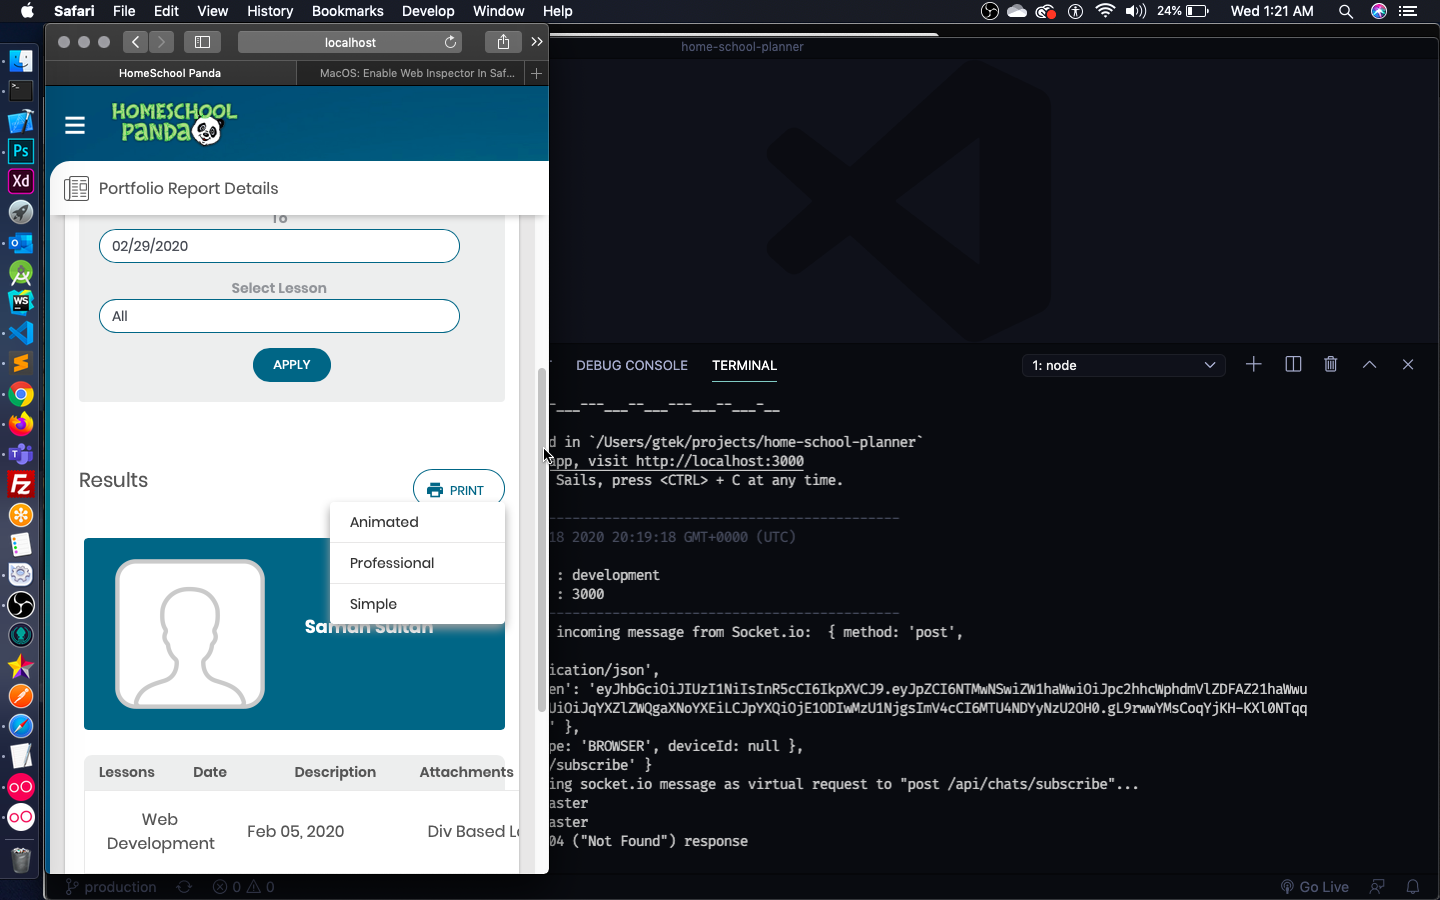 Safari File Edit View History Bookmarks Develop Window Help
24% Wed 1:21 AM
localhost
home-school-planner
HomeSchool Panda
MacOS: Enable Web Inspector In Saf...
HOMESCHOOL
PANDA
Portfolio Report Details
To
02/29/2020
Select Lesson
All
APPLY
Results
PRINT
Animated
Professional
Simple
Sarman Sultan
Lessons Date Description Attachments
Web
Development
Feb 05, 2020
Div Based L
DEBUG CONSOLE
TERMINAL
1: node
d in `/Users/gtek/projects/home-school-planner`
app, visit http://localhost:3000
Sails, press <CTRL> + C at any time.
18 2020 20:19:18 GMT+0000 (UTC)
: development
: 3000
incoming message from Socket.io: { method: 'post',
ication/json',
en': 'eyJhbGciOiJIUzI1NiIsInR5cCI6IkpXVCJ9.eyJpZCI6NTMwNSwiZW1haWwiOiJpc2hhcWphdmVlZDFAZ21haWwu
UiOiJqYXZlZWQgaXNoYXEiLCJpYXQiOjE1ODIwMzU1NjgsImV4cCI6MTU4NDYyNzU2OH0.gL9rwwYMsCoqYjKH-KXl0NTqq
' },
pe: 'BROWSER', deviceId: null },
/subscribe' }
ing socket.io message as virtual request to "post /api/chats/subscribe"...
aster
aster
04 ("Not Found") response
production
0
0
Go Live
Ps
Xd
WS
Fz